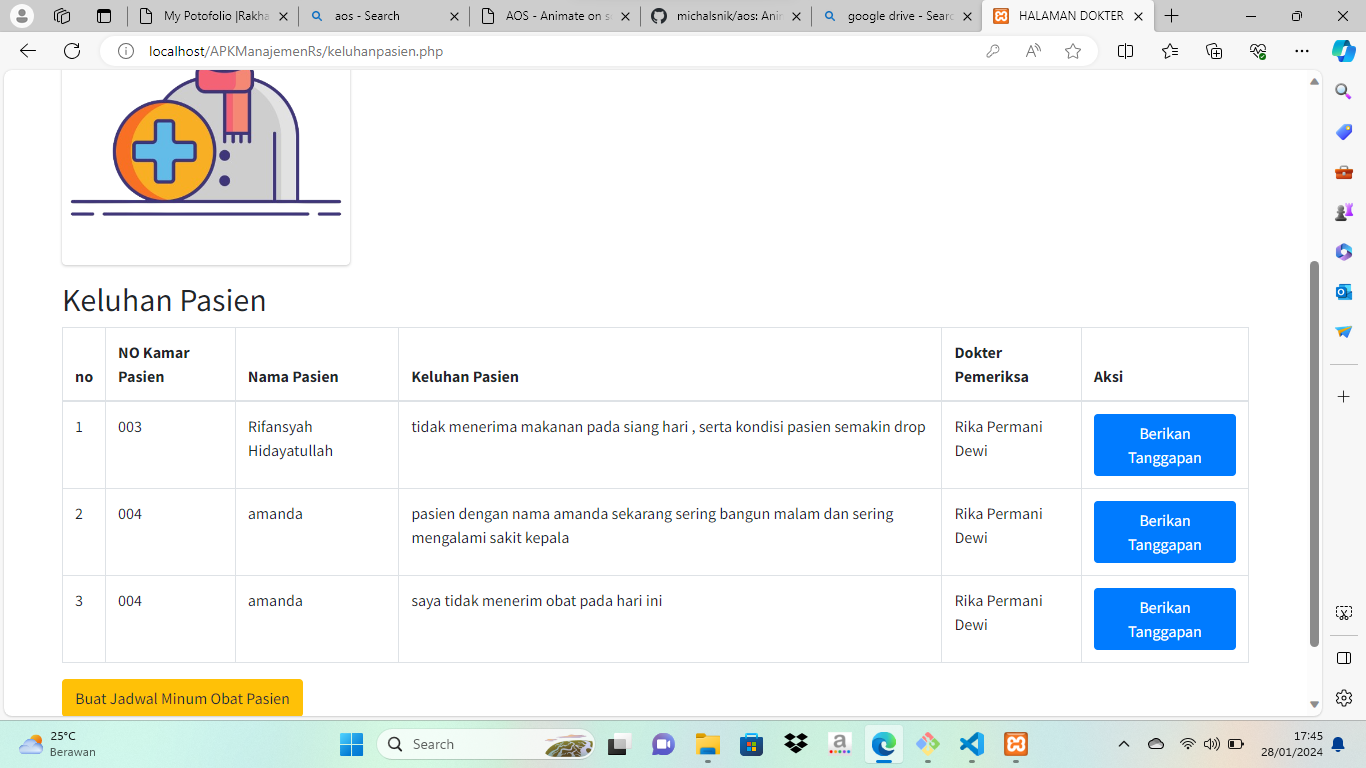 My Potofolio |Rakha
aos - Search
AOS - Animate on s
michalsnik/aos: Ani
google drive - Searc
HALAMAN DOKTER
localhost/APKManajemenRs/keluhanpasien.php
Keluhan Pasien
no
NO Kamar
Pasien
Nama Pasien
Keluhan Pasien
Dokter
Pemeriksa
Aksi
1
003
Rifansyah
Hidayatullah
tidak menerima makanan pada siang hari , serta kondisi pasien semakin drop
Rika Permani
Dewi
Berikan
Tanggapan
2
004
amanda
pasien dengan nama amanda sekarang sering bangun malam dan sering
mengalami sakit kepala
Rika Permani
Dewi
Berikan
Tanggapan
3
004
amanda
saya tidak menerim obat pada hari ini
Rika Permani
Dewi
Berikan
Tanggapan
Buat Jadwal Minum Obat Pasien
25°C
Berawan
Search
17:45
28/01/2024